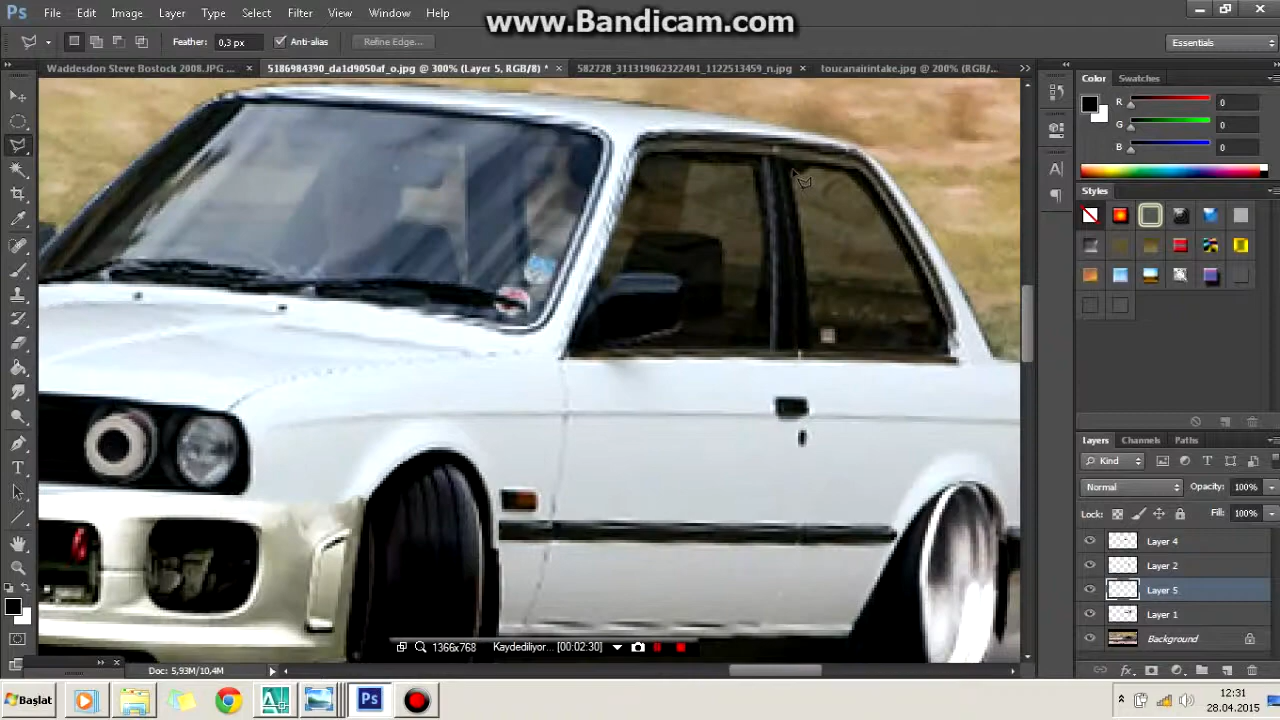 www.Bandicam.com
Ps File Edit Image Layer Type Select Filter View Window Help
Feather: 0,3 px Anti-alias Refine Edge... Essentials
Waddesdon Steve Bostock 2008.JPG ... × 5186984390_da1d9050af_o.jpg @ 300% (Layer 5, RGB/8) * × 582728_311319062322491_1122513459_n.jpg × toucanairintake.jpg @ 200% (RGB/...
Color Swatches
R 0
G 0
B 0
Styles
Layers Channels Paths
Kind
Normal Opacity: 100%
Lock: Fill: 100%
Layer 4
Layer 2
Layer 5
Layer 1
Background
1366x768 Kaydediliyor... [00:02:30]
Doc: 5,93M/10,4M
Başlat Ps 12:31
28.04.2015